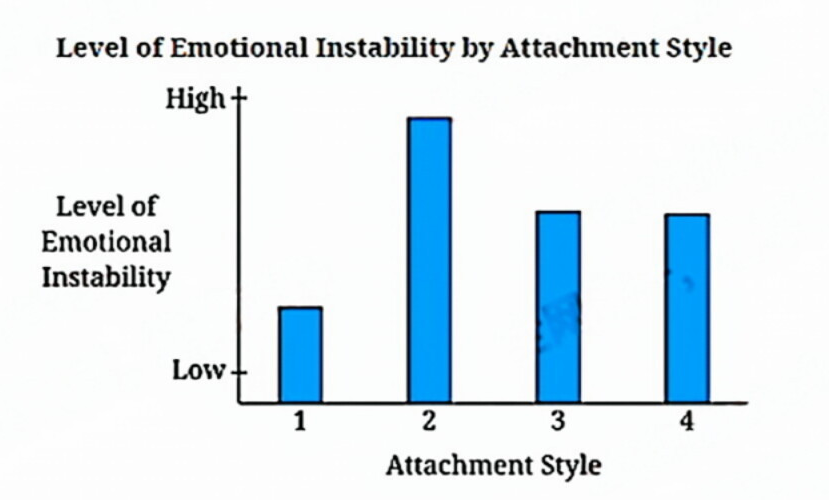 Level of Emotional Instability by Attachment Style
High
Level of
Emotional
Instability
Low
1 2 3 4
Attachment Style